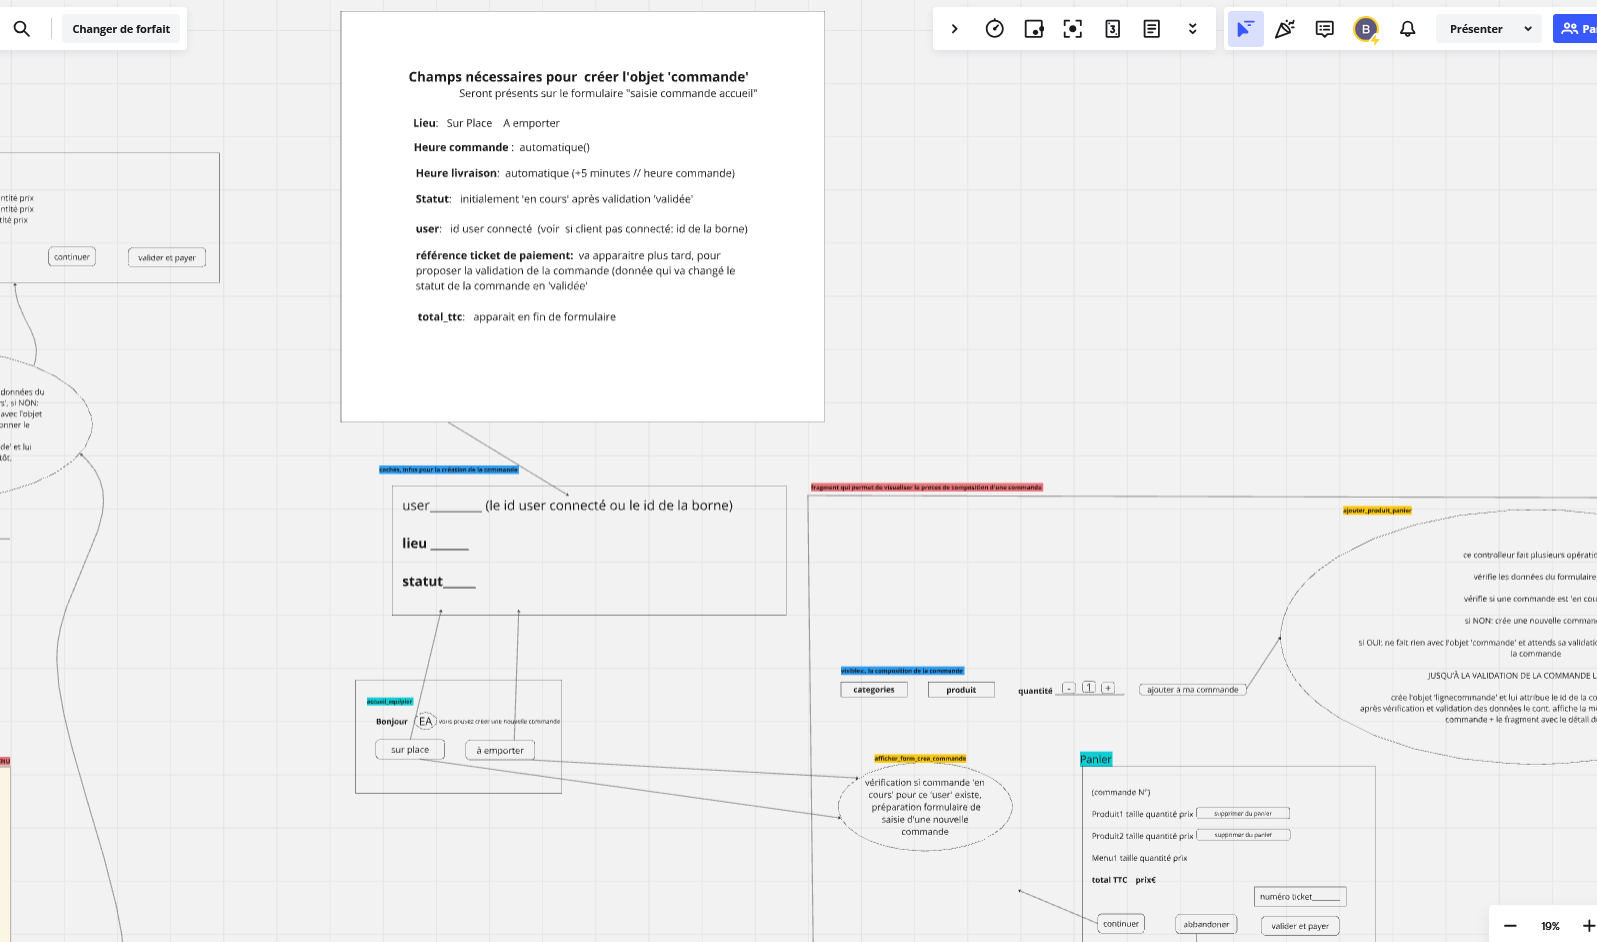 Changer de forfait
Présenter
Pa
B
3
Champs nécessaires pour créer l'objet 'commande'
Seront présents sur le formulaire "saisie commande accueil"
Lieu: Sur Place A emporter
Heure commande : automatique()
Heure livraison: automatique (+5 minutes // heure commande)
Statut: initialement 'en cours' après validation 'validée'
user: id user connecté (voir si client pas connecté: id de la borne)
référence ticket de paiement: va apparaitre plus tard, pour
proposer la validation de la commande (donnée qui va changé le
statut de la commande en 'validée'
total_ttc: apparait en fin de formulaire
ntité prix
ntité prix
tité prix
continuer
valider et payer
données du
s', si NON:
avec l'objet
onner le
de' et lui
tôt.
cachés, infos pour la création de la commande
user_______ (le id user connecté ou le id de la borne)
lieu _____
statut_____
accueil_equipier
Bonjour EA vous pouvez créer une nouvelle commande
sur place
à emporter
NU
fragment qui permet de visualiser le procès de composition d'une commande
ajouter_produit_panier
ce controlleur fait plusieurs opératio
vérifie les données du formulaire,
vérifie si une commande est 'en cou
si NON: crée une nouvelle comman
si OUI: ne fait rien avec l'objet 'commande' et attends sa validatio
la commande
JUSQU'À LA VALIDATION DE LA COMMANDE L
crée l'objet 'lignecommande' et lui attribue le id de la co
après vérification et validation des données le cont. affiche la m
commande + le fragment avec le détail d
visibles, la composition de la commande
categories
produit
quantité - 1 +
ajouter à ma commande
afficher_form_crea_commande
vérification si commande 'en
cours' pour ce 'user' existe,
préparation formulaire de
saisie d'une nouvelle
commande
Panier
(commande N°)
Produit1 taille quantité prix supprimer du panier
Produit2 taille quantité prix supprimer du panier
Menu1 taille quantité prix
total TTC prix€
numéro ticket______
continuer
abbandoner
valider et payer
19%